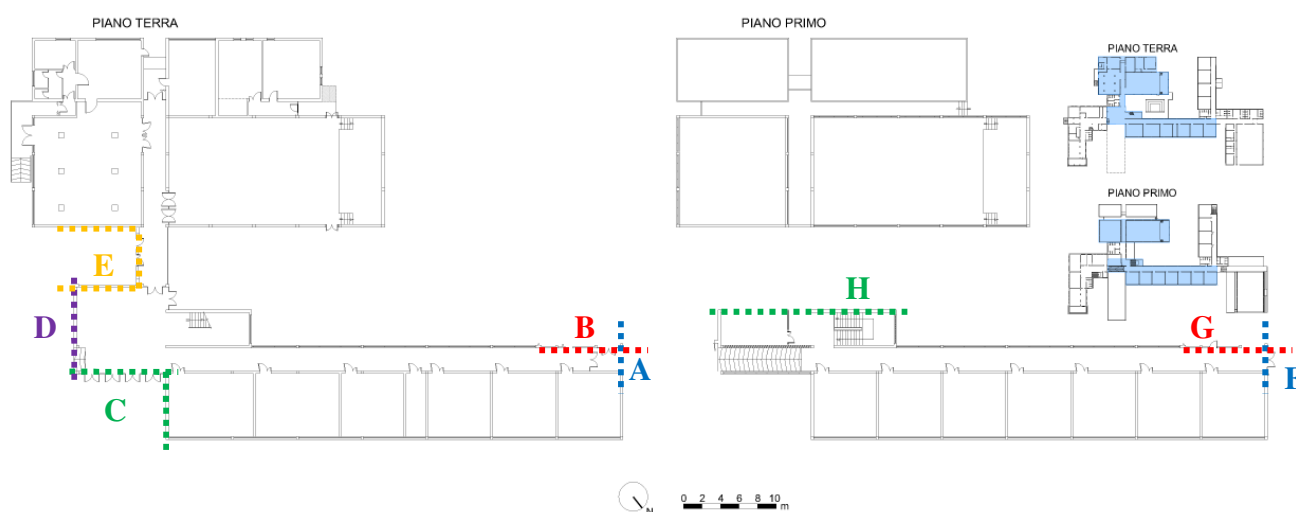 PIANO TERRA
PIANO PRIMO
PIANO TERRA
PIANO PRIMO
E
D
B
A
C
H
G
F
N
0 2 4 6 8 10 m